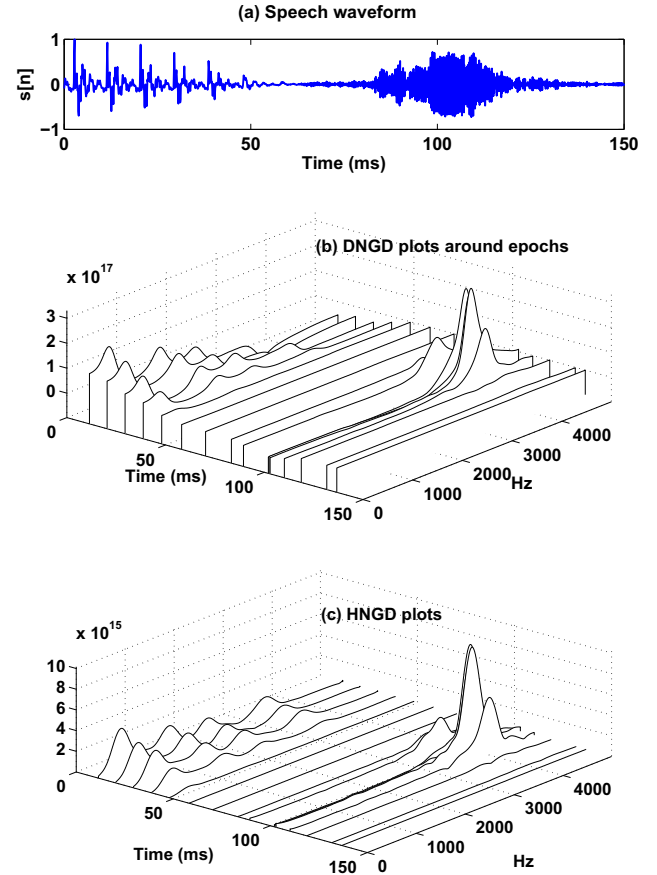 (a) Speech waveform
s[n]
1
0
−1
0 50 100 150
Time (ms)
(b) DNGD plots around epochs
x 10^17
3
2
1
0
0
50
100
150
Time (ms)
0
1000
2000
3000
4000
Hz
(c) HNGD plots
x 10^15
10
8
6
4
2
0
50
100
150
Time (ms)
0
1000
2000
3000
4000
Hz